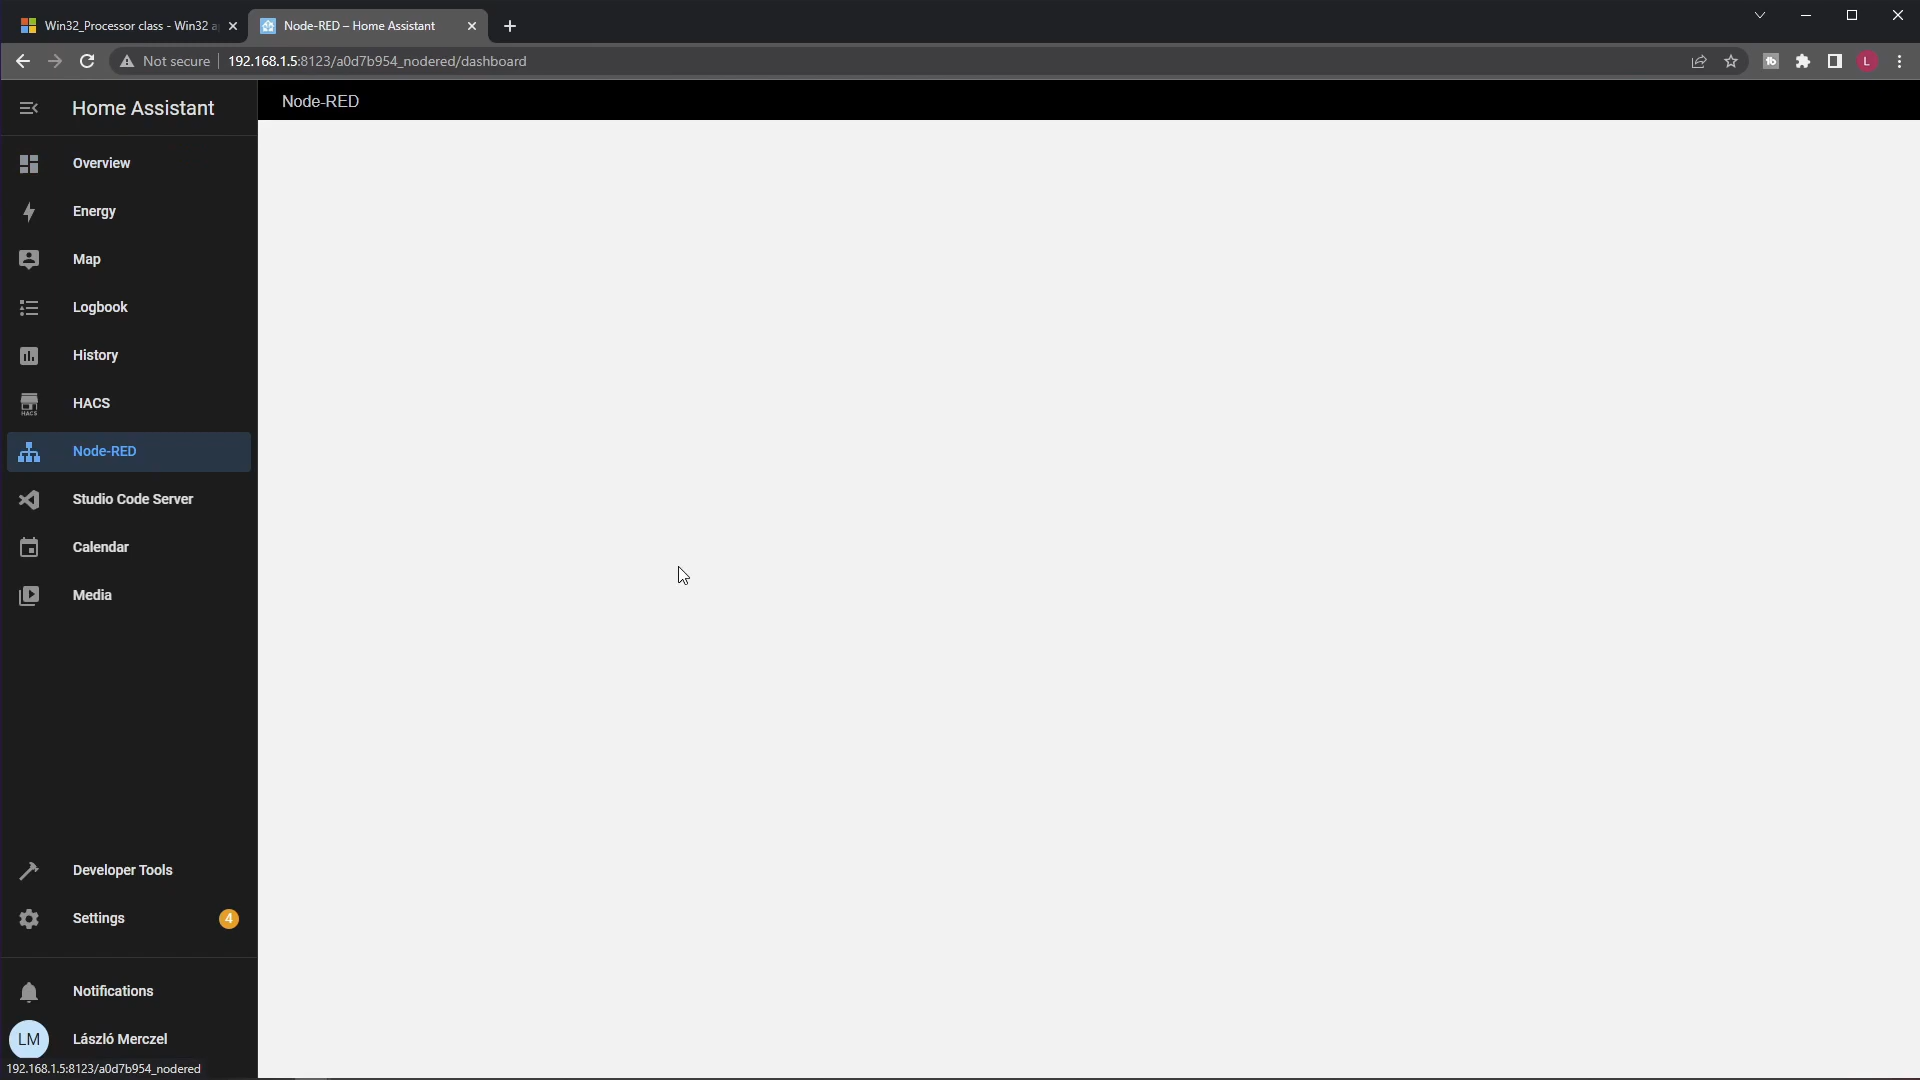 Win32_Processor class - Win32 a
Node-RED – Home Assistant
Not secure
192.168.1.5:8123/a0d7b954_nodered/dashboard
L
Home Assistant
Node-RED
Overview
Energy
Map
Logbook
History
HACS
HACS
Node-RED
Studio Code Server
Calendar
Media
Developer Tools
Settings
4
Notifications
LM
László Merczel
192.168.1.5:8123/a0d7b954_nodered